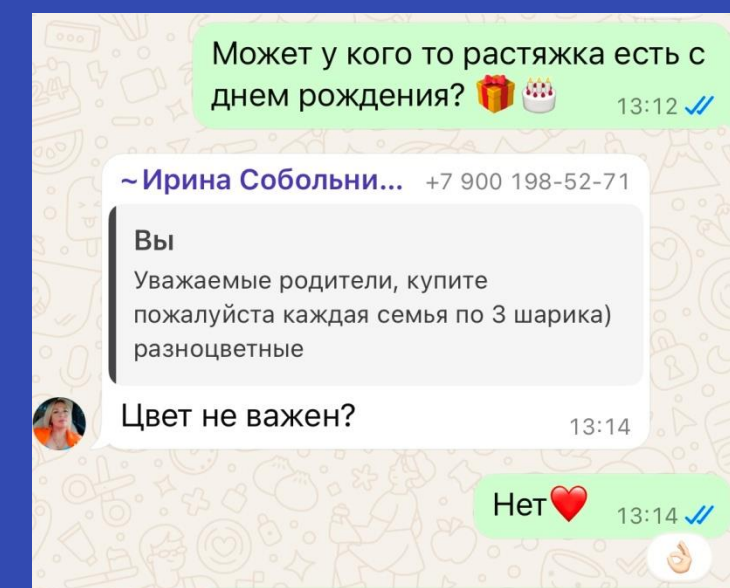 Может у кого то растяжка есть с
днем рождения? 🎁🎂
13:12
~Ирина Собольни... +7 900 198-52-71
Вы
Уважаемые родители, купите
пожалуйста каждая семья по 3 шарика)
разноцветные
Цвет не важен?
13:14
Нет❤️
13:14
👌🏻